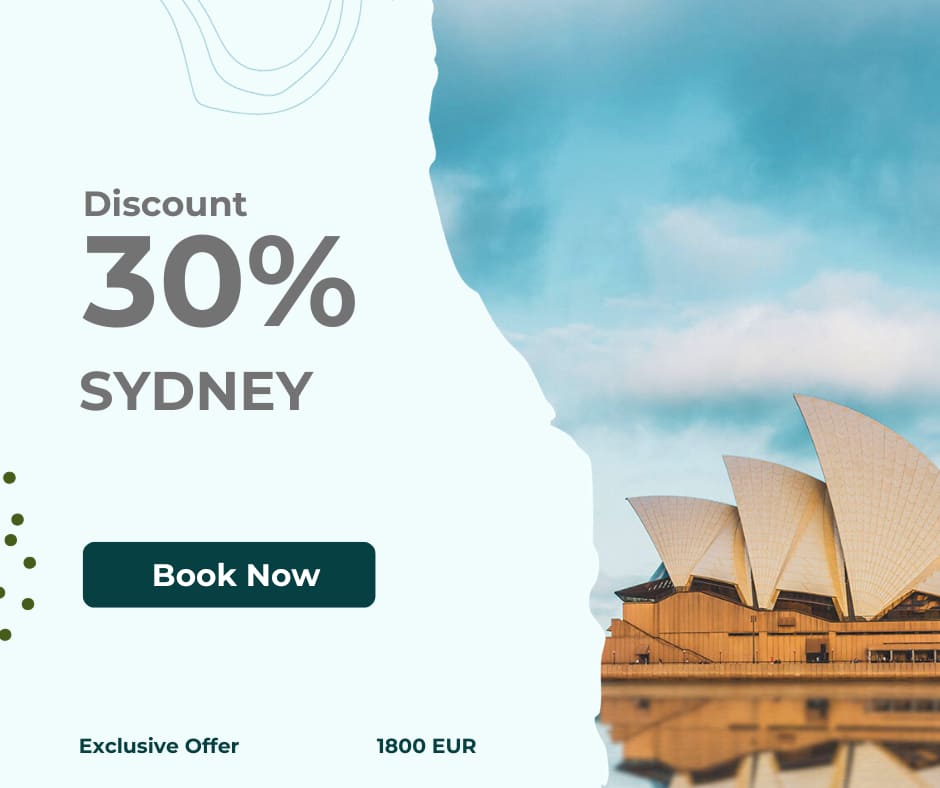 Discount
30%
SYDNEY
Book Now
Exclusive Offer
1800 EUR